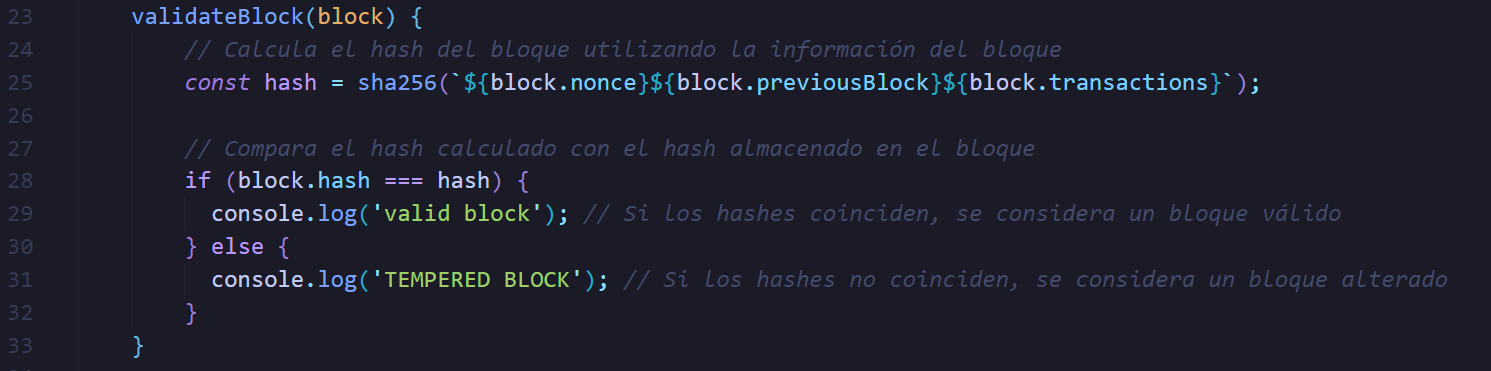 23 validateBlock(block) {
24 // Calcula el hash del bloque utilizando la información del bloque
25 const hash = sha256(`${block.nonce}${block.previousBlock}${block.transactions}`);
26
27 // Compara el hash calculado con el hash almacenado en el bloque
28 if (block.hash === hash) {
29 console.log('valid block'); // Si los hashes coinciden, se considera un bloque válido
30 } else {
31 console.log('TEMPERED BLOCK'); // Si los hashes no coinciden, se considera un bloque alterado
32 }
33 }